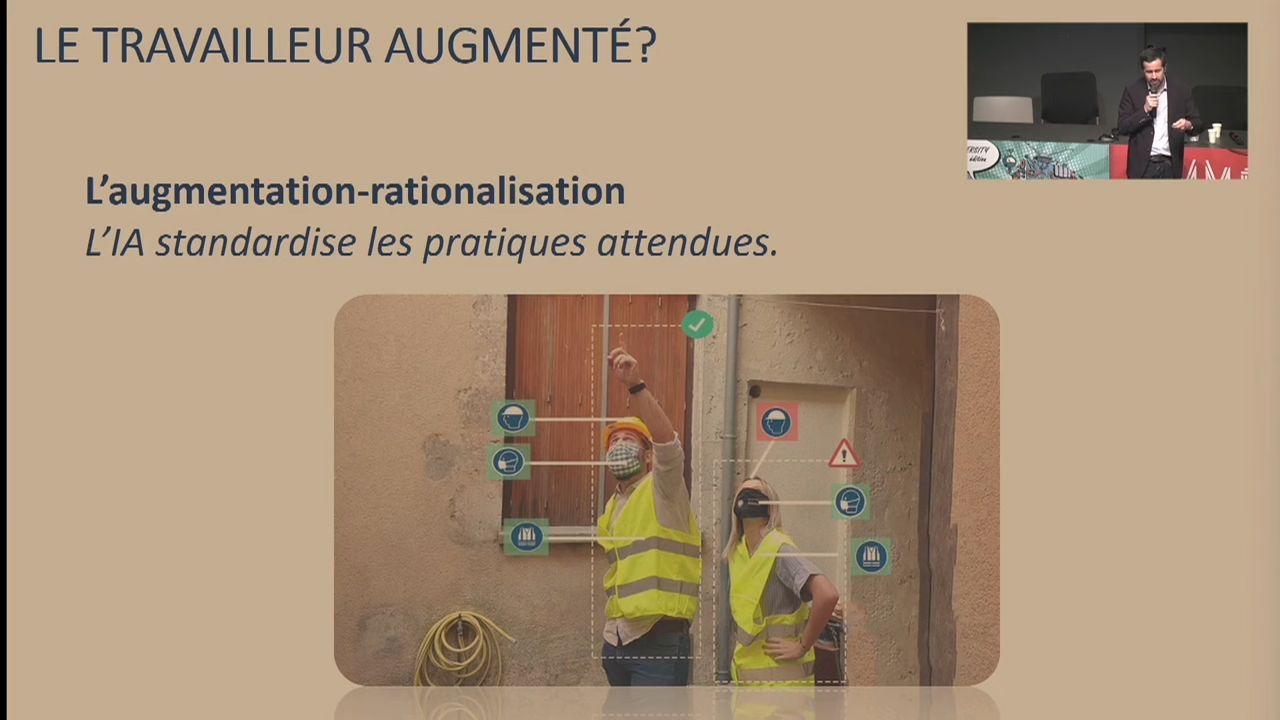 LE TRAVAILLEUR AUGMENTÉ?
L'augmentation-rationalisation
L'IA standardise les pratiques attendues.